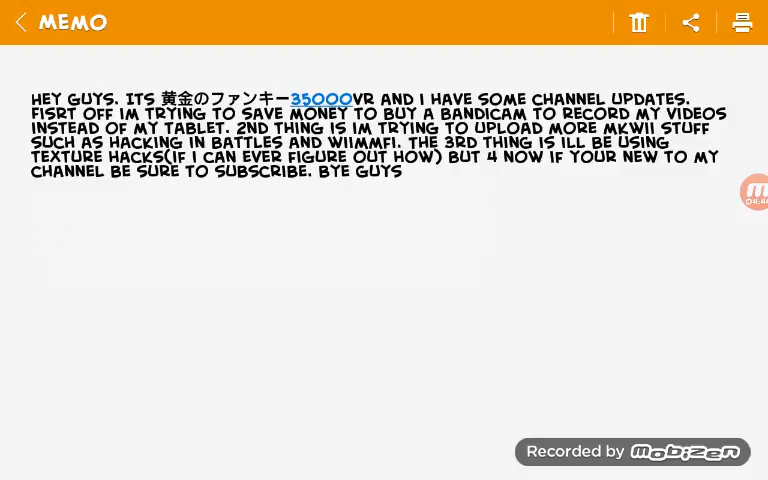 MEMO
HEY GUYS. ITS 黄金のファンキー35000VR AND I HAVE SOME CHANNEL UPDATES.
FISRT OFF IM TRYING TO SAVE MONEY TO BUY A BANDICAM TO RECORD MY VIDEOS
INSTEAD OF MY TABLET. 2ND THING IS IM TRYING TO UPLOAD MORE MKWII STUFF
SUCH AS HACKING IN BATTLES AND WIIMMFI. THE 3RD THING IS ILL BE USING
TEXTURE HACKS(IF I CAN EVER FIGURE OUT HOW) BUT 4 NOW IF YOUR NEW TO MY
CHANNEL BE SURE TO SUBSCRIBE. BYE GUYS
Recorded by mobizen